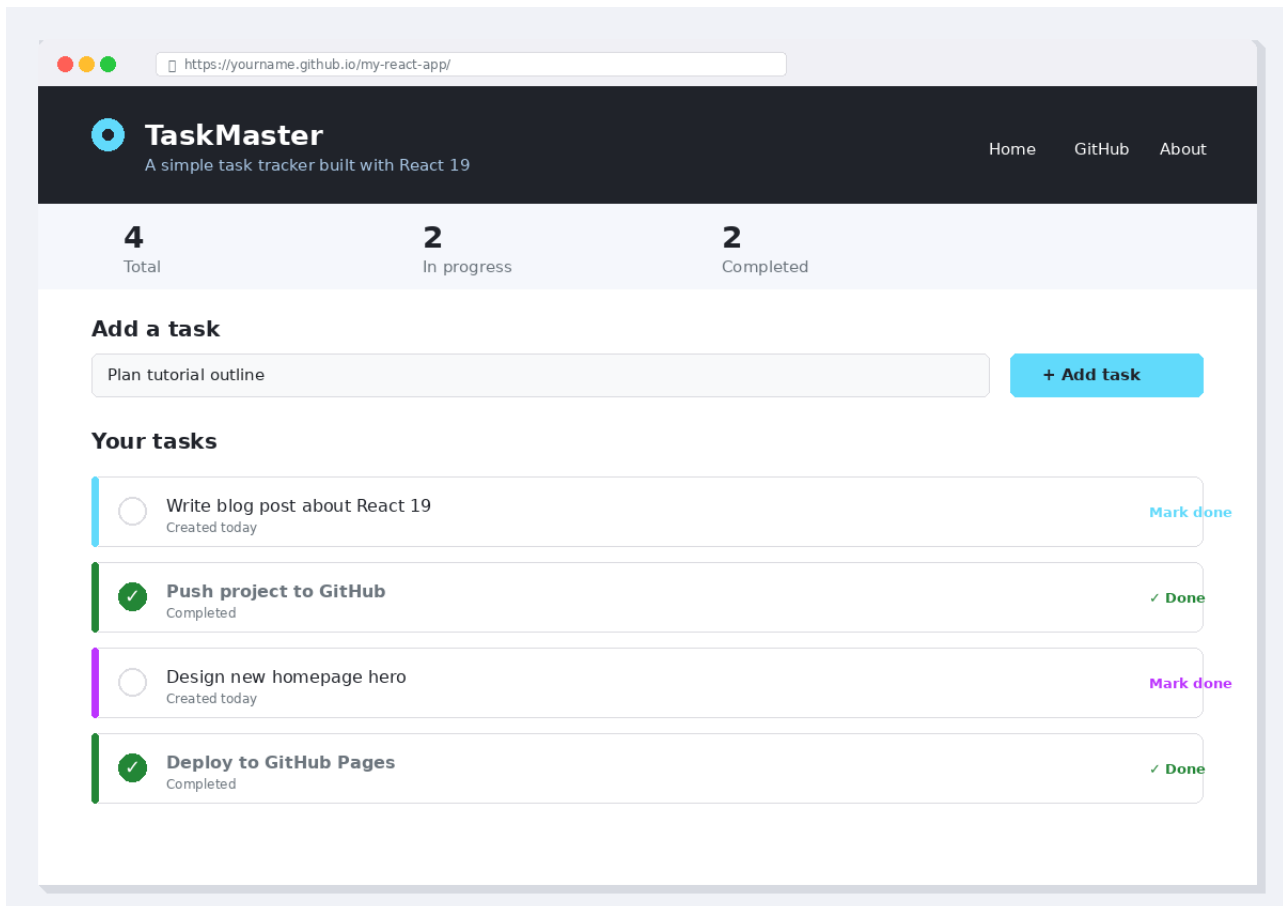 https://yourname.github.io/my-react-app/
TaskMaster
A simple task tracker built with React 19
Home GitHub About
4 2 2
Total In progress Completed
Add a task
Plan tutorial outline + Add task
Your tasks
Write blog post about React 19
Created today
Mark done
✓ Push project to GitHub
Completed
✓ Done
Design new homepage hero
Created today
Mark done
✓ Deploy to GitHub Pages
Completed
✓ Done